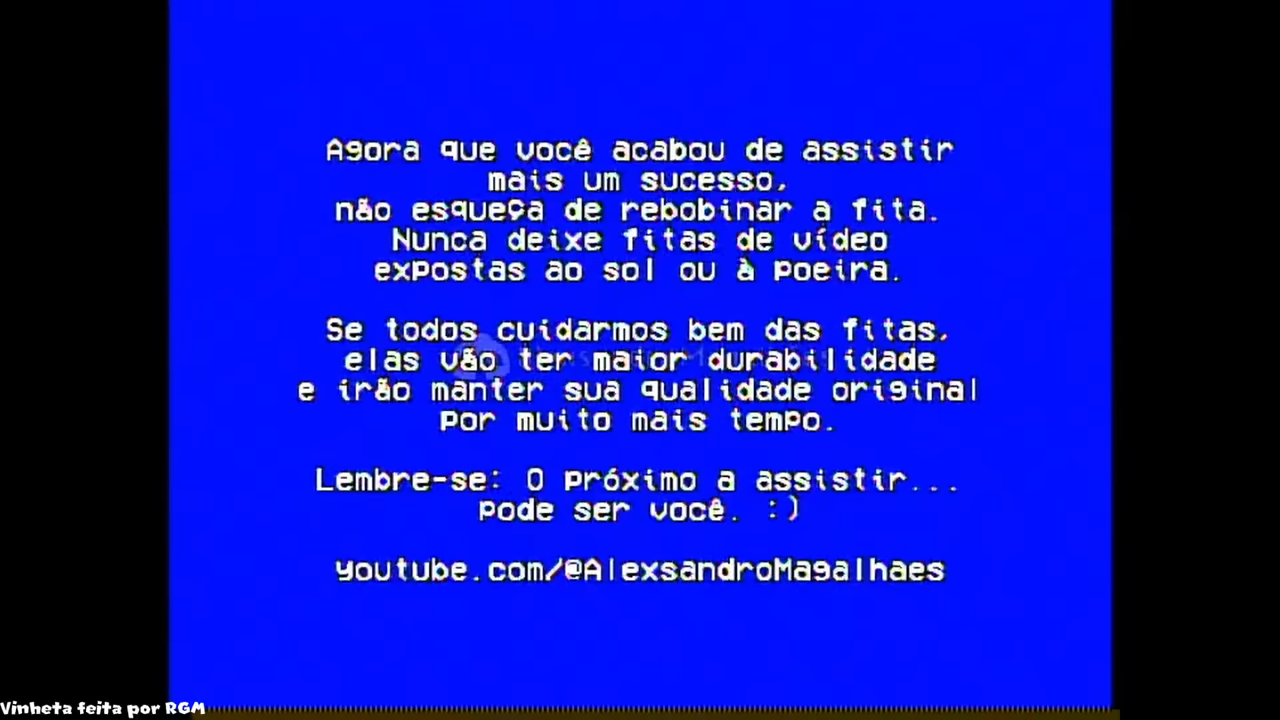 Agora que você acabou de assistir
mais um sucesso,
não esqueça de rebobinar a fita.
Nunca deixe fitas de vídeo
expostas ao sol ou à poeira.
Se todos cuidarmos bem das fitas,
elas vão ter maior durabilidade
e irão manter sua qualidade original
por muito mais tempo.
Lembre-se: O próximo a assistir...
pode ser você. :)
youtube.com/@AlexsandroMagalhaes
Vinheta feita por RGM